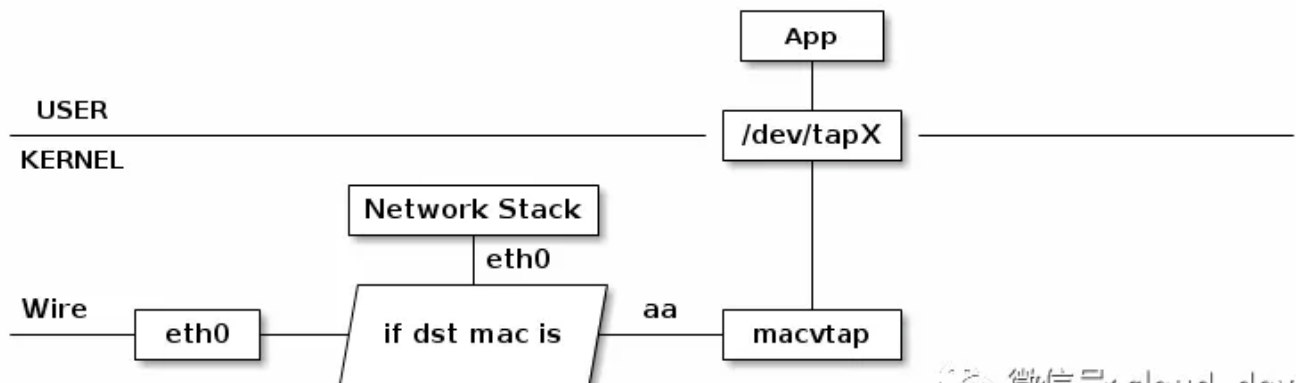 App
USER
/dev/tapX
KERNEL
Network Stack
eth0
Wire
aa
eth0
if dst mac is
macvtap
微信号: cloud_dev